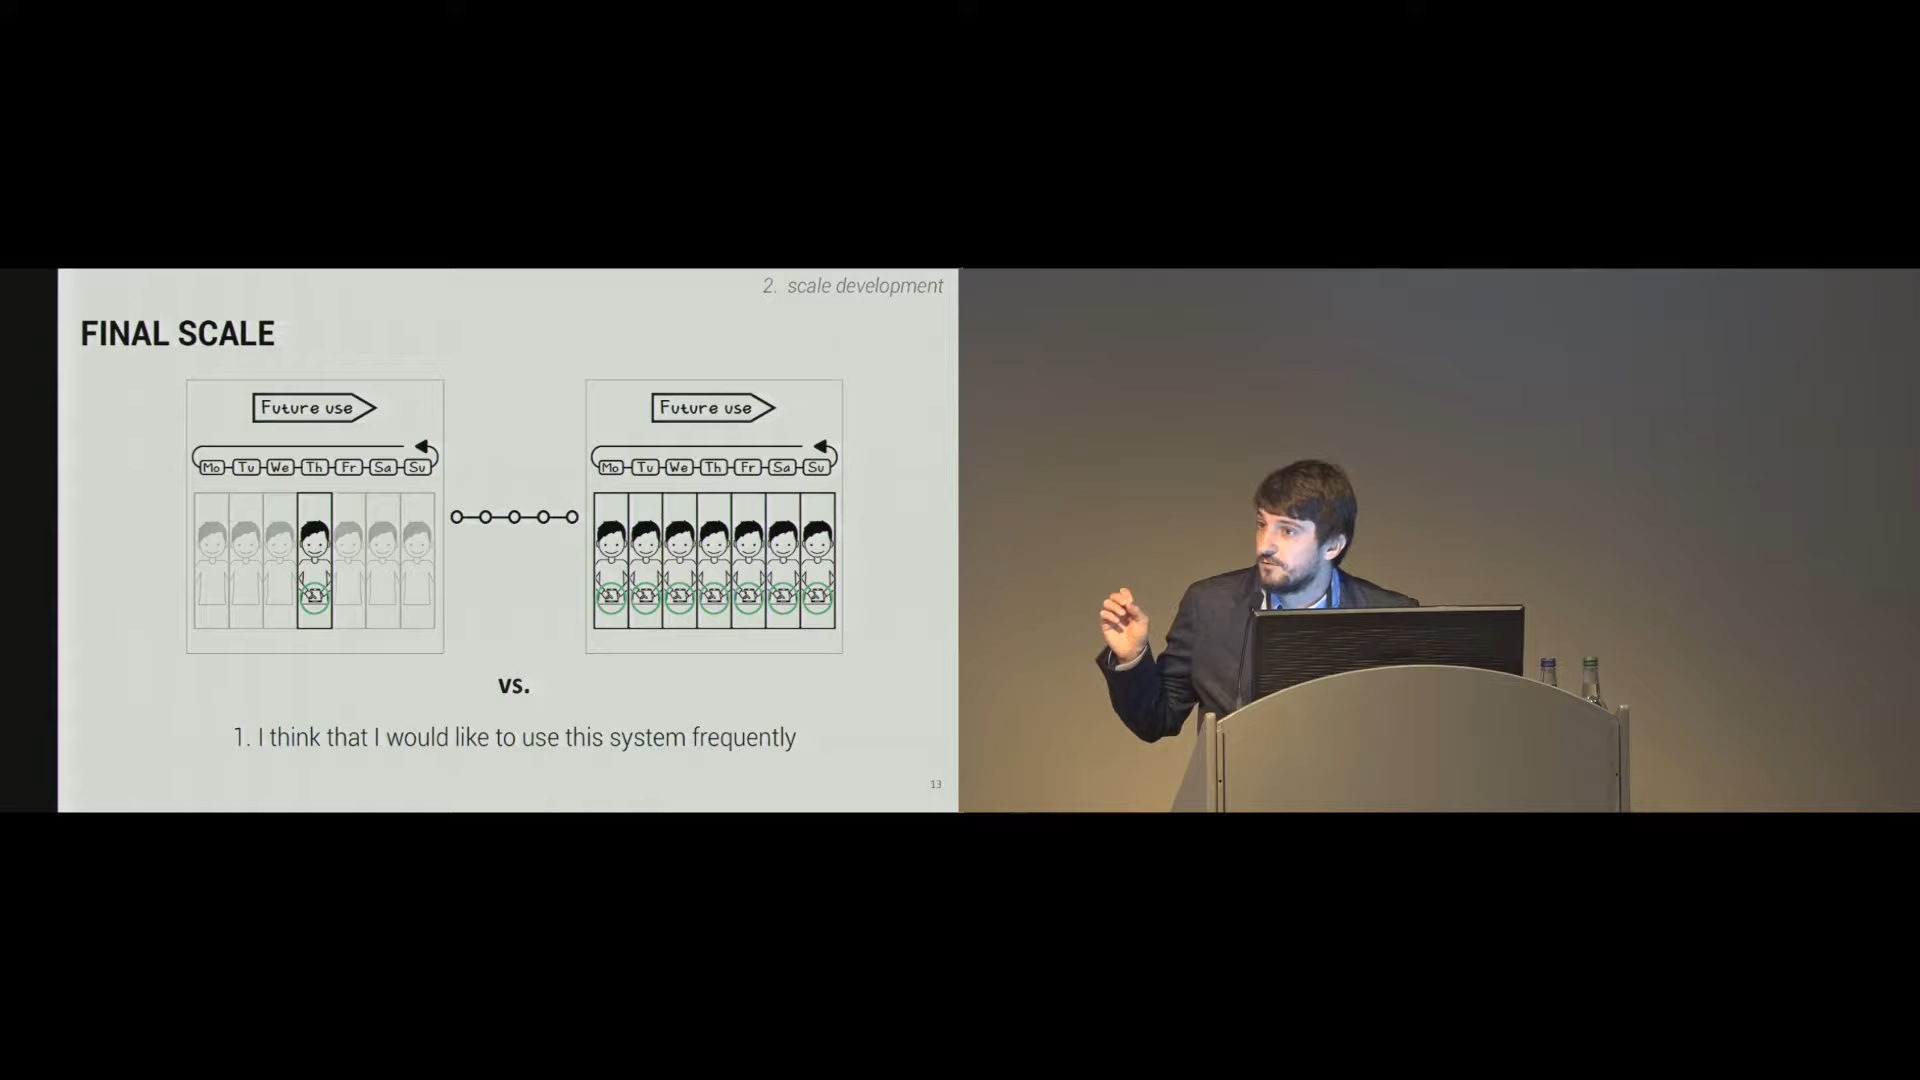 2. scale development
FINAL SCALE
Future use
Future use
Mo Tu We Th Fr Sa Su
Mo Tu We Th Fr Sa Su
vs.
1. I think that I would like to use this system frequently
13